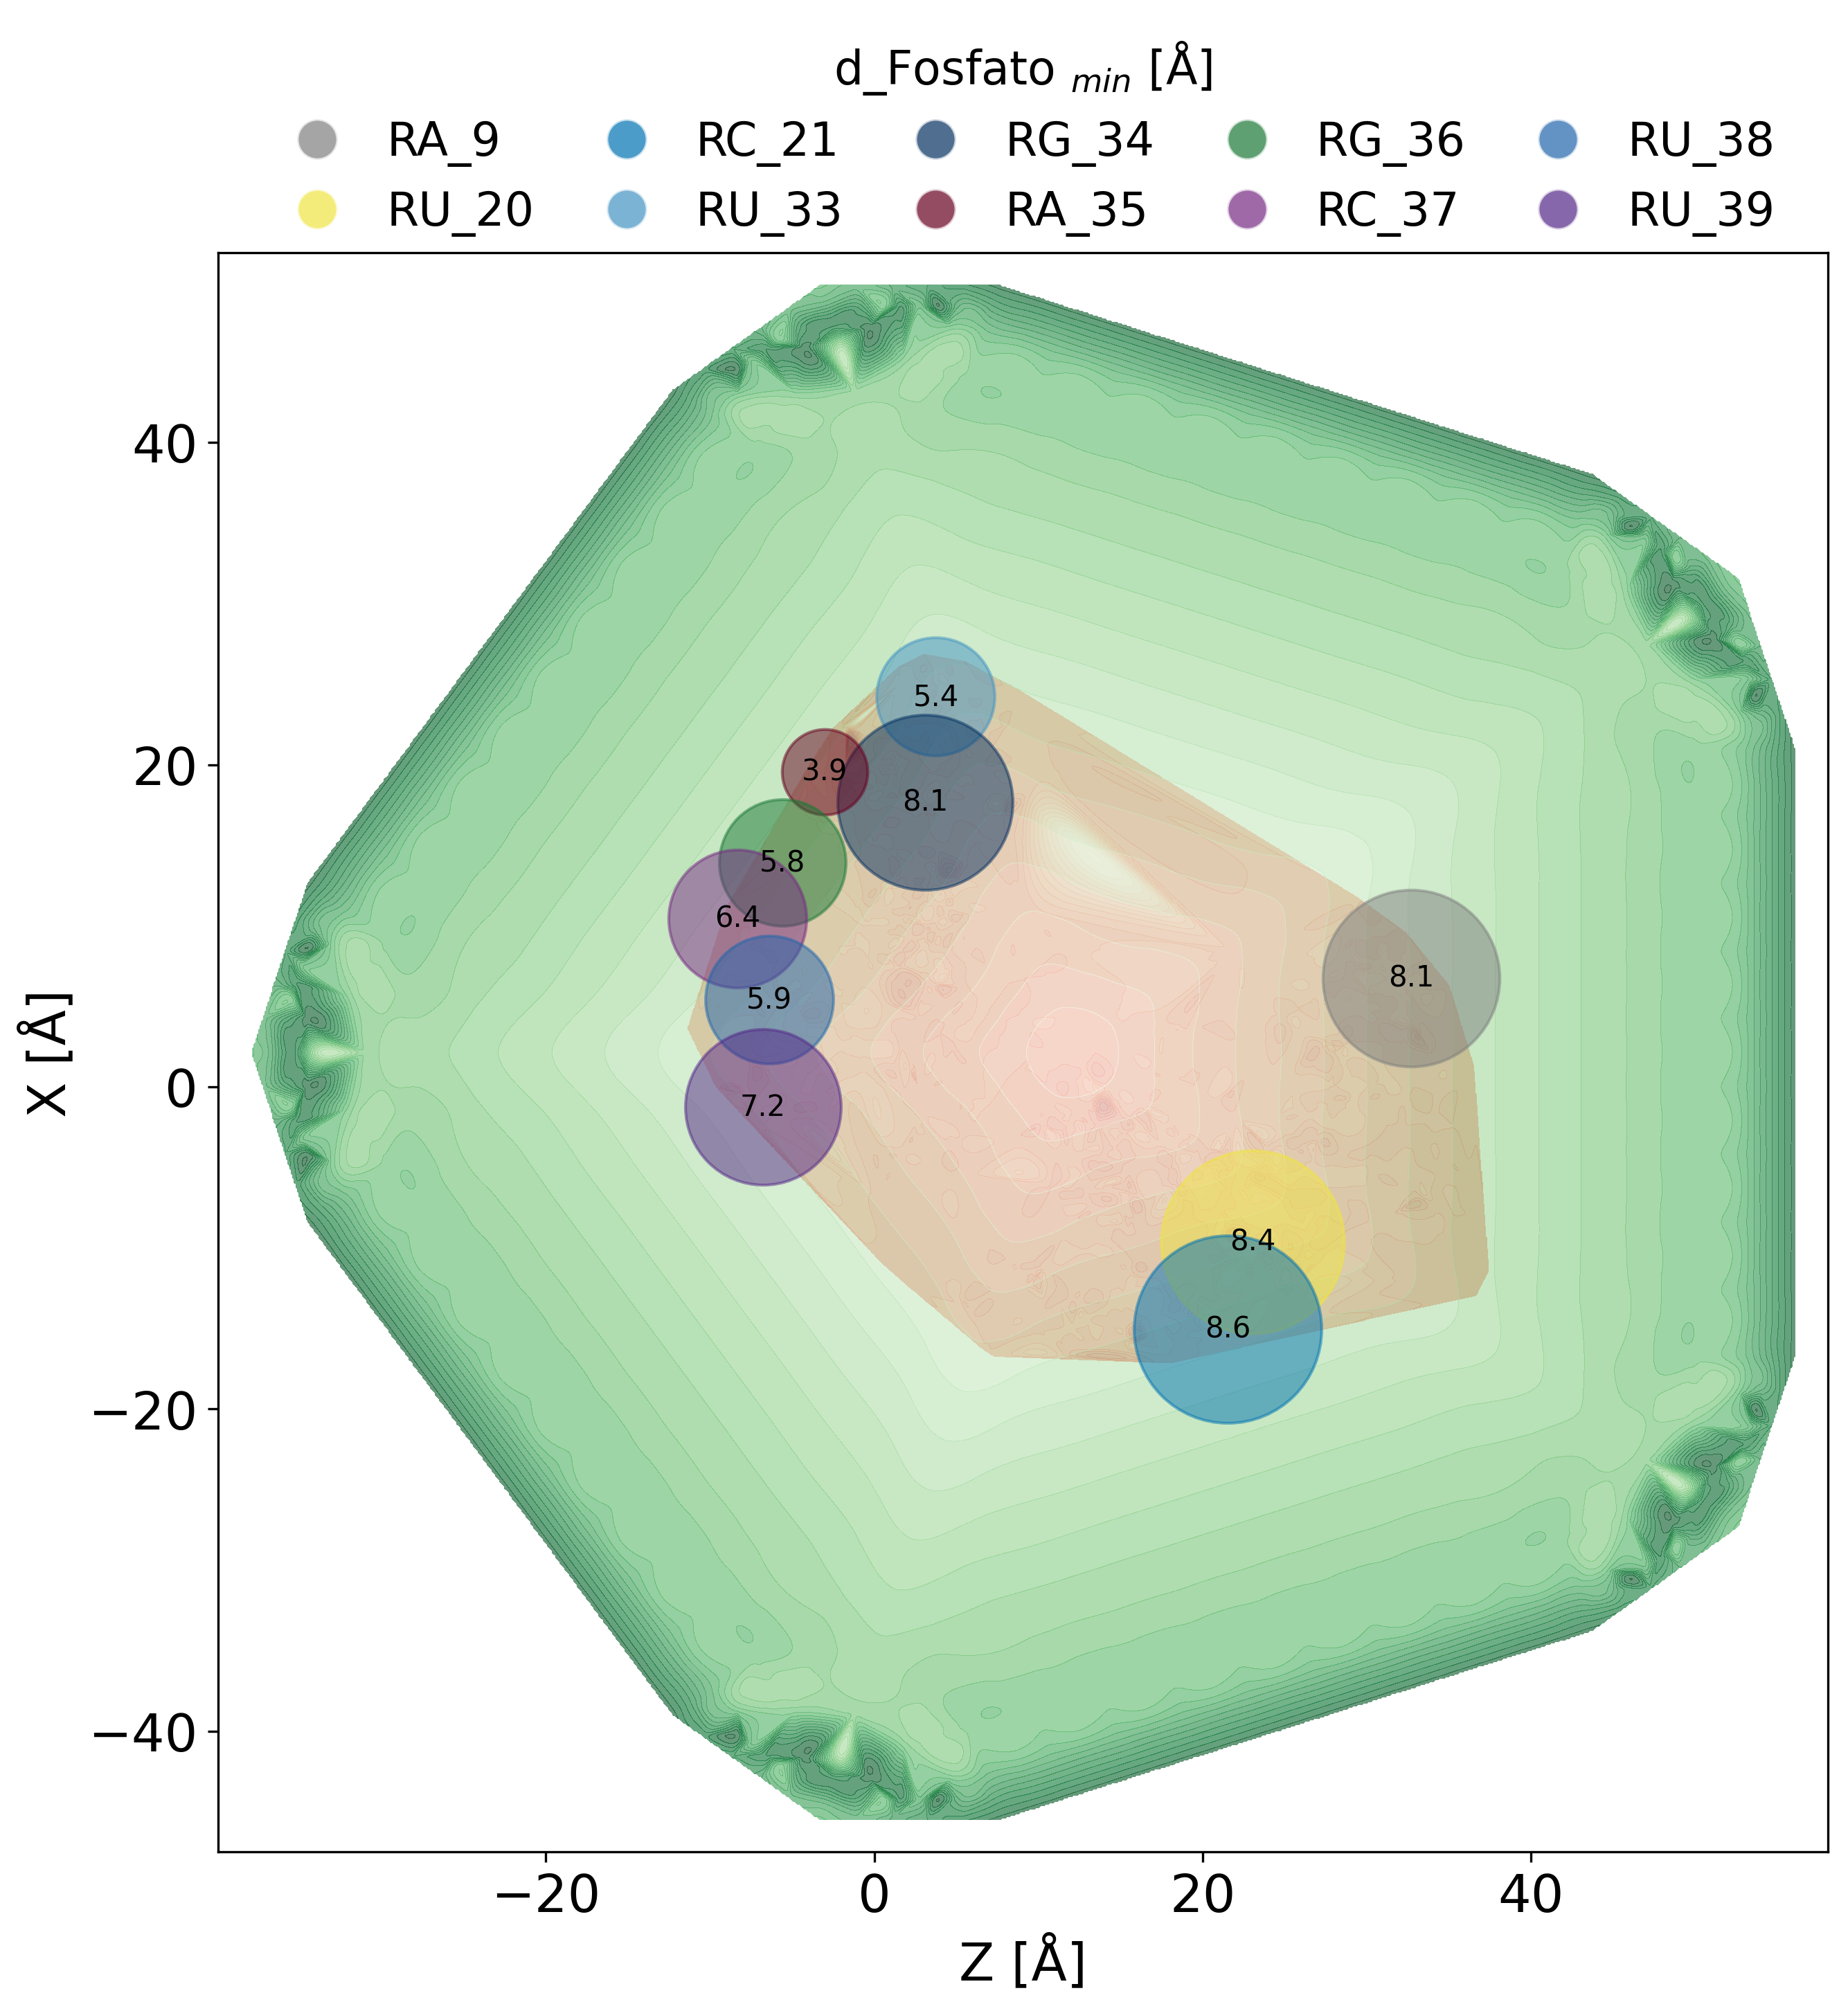 d_Fosfato min [Å]
RA_9 RC_21 RG_34 RG_36 RU_38
RU_20 RU_33 RA_35 RC_37 RU_39
40
20
0
−20
−40
X [Å]
5.4
3.9
8.1
5.8
6.4
5.9
7.2
8.1
8.4
8.6
−20 0 20 40
Z [Å]